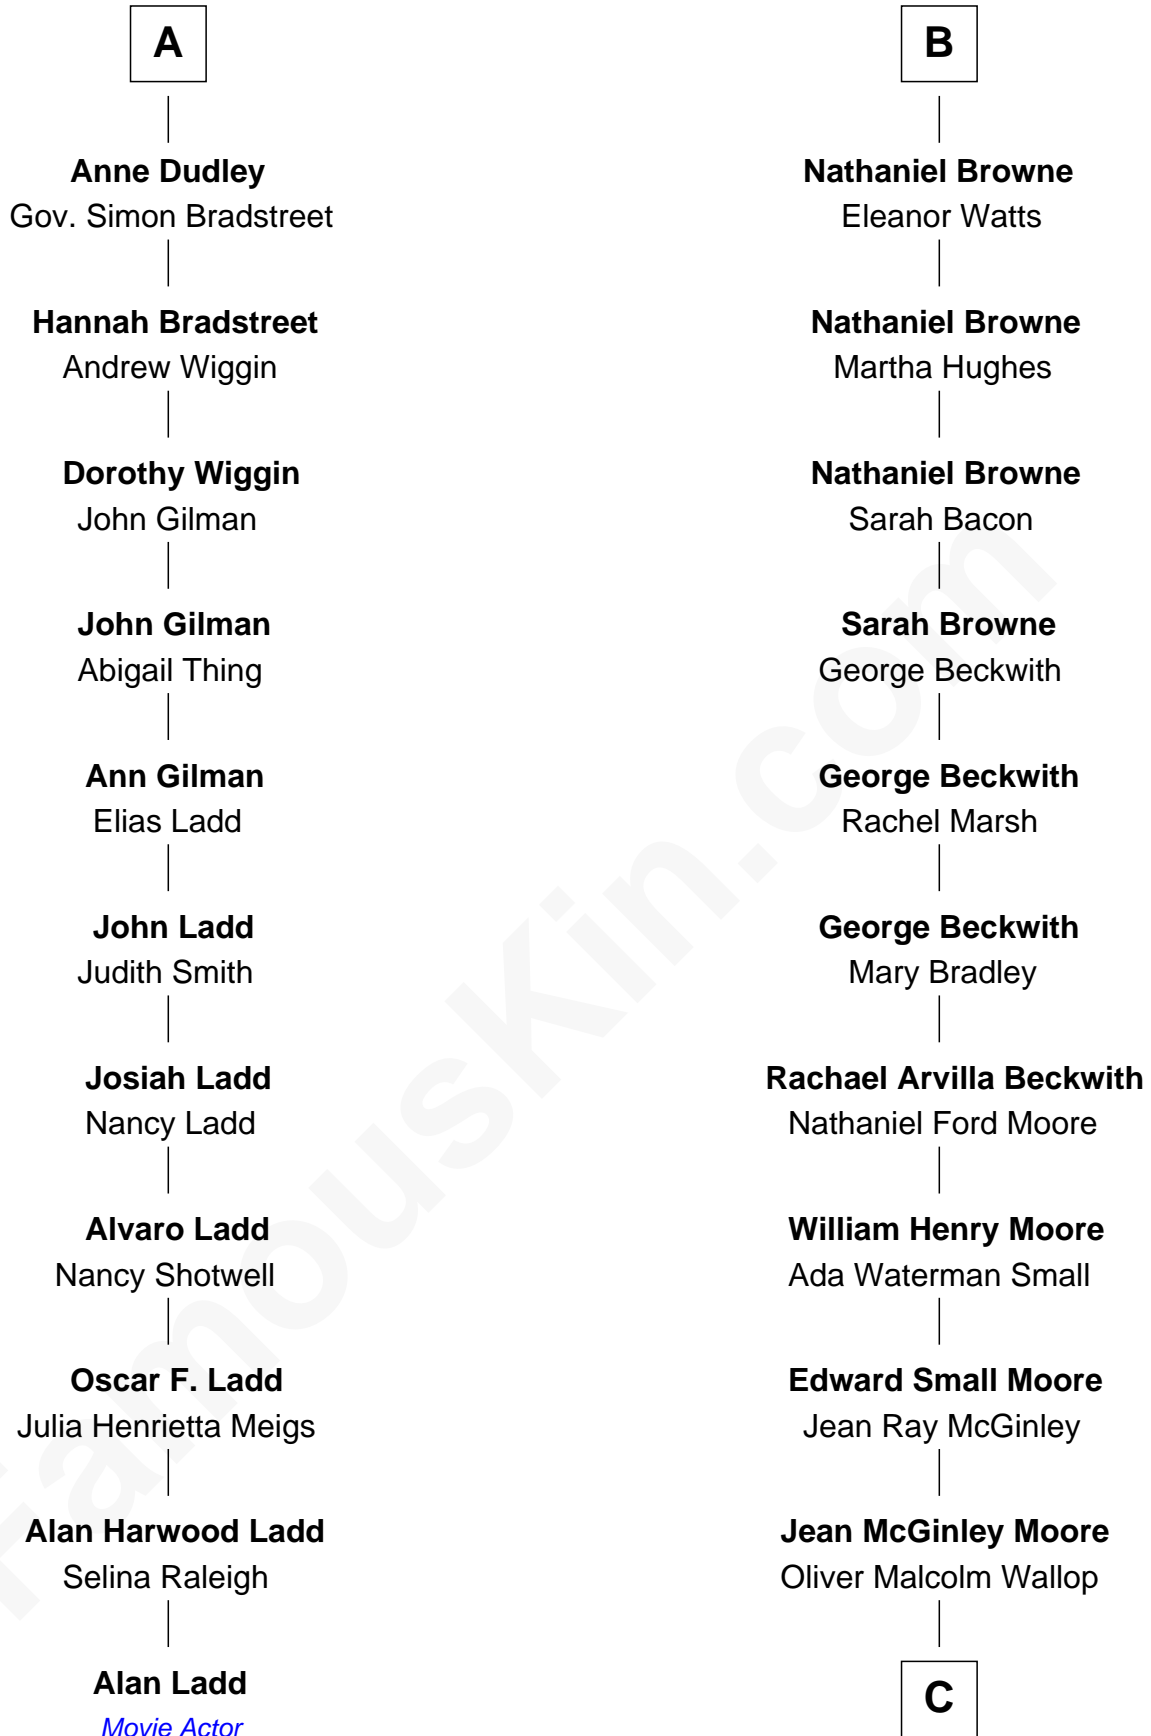 A
Anne Dudley
Gov. Simon Bradstreet
Hannah Bradstreet
Andrew Wiggin
Dorothy Wiggin
John Gilman
John Gilman
Abigail Thing
Ann Gilman
Elias Ladd
John Ladd
Judith Smith
Josiah Ladd
Nancy Ladd
Alvaro Ladd
Nancy Shotwell
Oscar F. Ladd
Julia Henrietta Meigs
Alan Harwood Ladd
Selina Raleigh
Alan Ladd
Movie Actor
B
Nathaniel Browne
Eleanor Watts
Nathaniel Browne
Martha Hughes
Nathaniel Browne
Sarah Bacon
Sarah Browne
George Beckwith
George Beckwith
Rachel Marsh
George Beckwith
Mary Bradley
Rachael Arvilla Beckwith
Nathaniel Ford Moore
William Henry Moore
Ada Waterman Small
Edward Small Moore
Jean Ray McGinley
Jean McGinley Moore
Oliver Malcolm Wallop
C
FamousKin.com